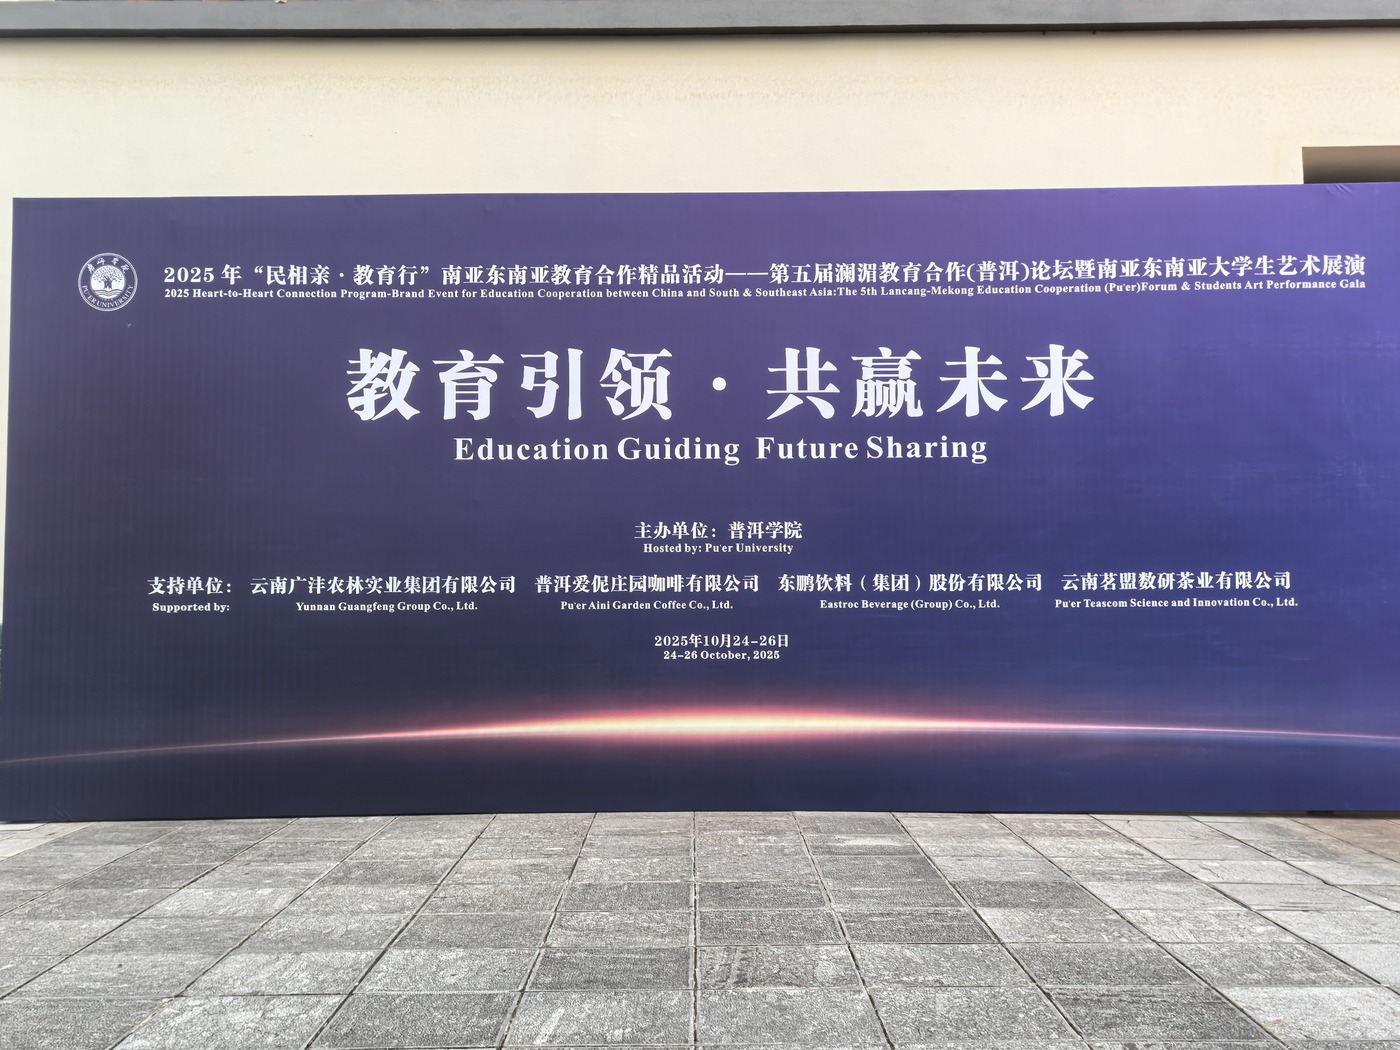 普洱学院
PU'ER UNIVERSITY
2025 年“民相亲 · 教育行”南亚东南亚教育合作精品活动——第五届澜湄教育合作(普洱)论坛暨南亚东南亚大学生艺术展演
2025 Heart-to-Heart Connection Program-Brand Event for Education Cooperation between China and South & Southeast Asia:The 5th Lancang-Mekong Education Cooperation (Pu'er)Forum & Students Art Performance Gala
教育引领 · 共赢未来
Education Guiding Future Sharing
主办单位：普洱学院
Hosted by: Pu'er University
支持单位： 云南广沣农林实业集团有限公司 普洱爱伲庄园咖啡有限公司 东鹏饮料（集团）股份有限公司 云南茗盟数研茶业有限公司
Supported by: Yunnan Guangfeng Group Co., Ltd. Pu'er Aini Garden Coffee Co., Ltd. Eastroc Beverage (Group) Co., Ltd. Pu'er Teascom Science and Innovation Co., Ltd.
2025年10月24-26日
24-26 October, 2025